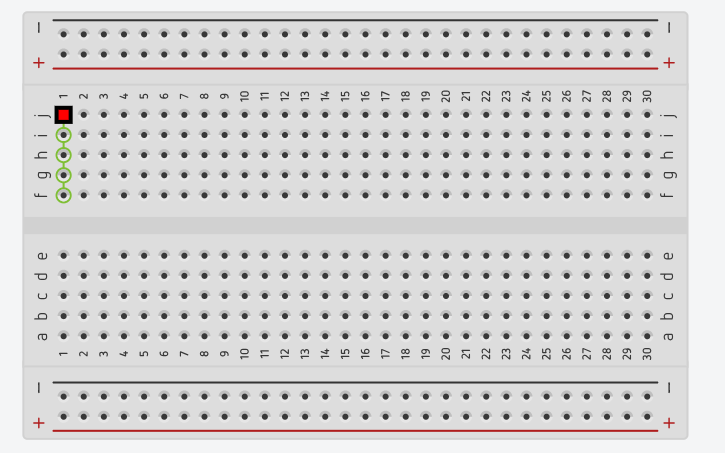 − −
+ +
1 2 3 4 5 6 7 8 9 10 11 12 13 14 15 16 17 18 19 20 21 22 23 24 25 26 27 28 29 30
j j
i i
h h
g g
f f
e e
d d
c c
b b
a a
1 2 3 4 5 6 7 8 9 10 11 12 13 14 15 16 17 18 19 20 21 22 23 24 25 26 27 28 29 30
− −
+ +